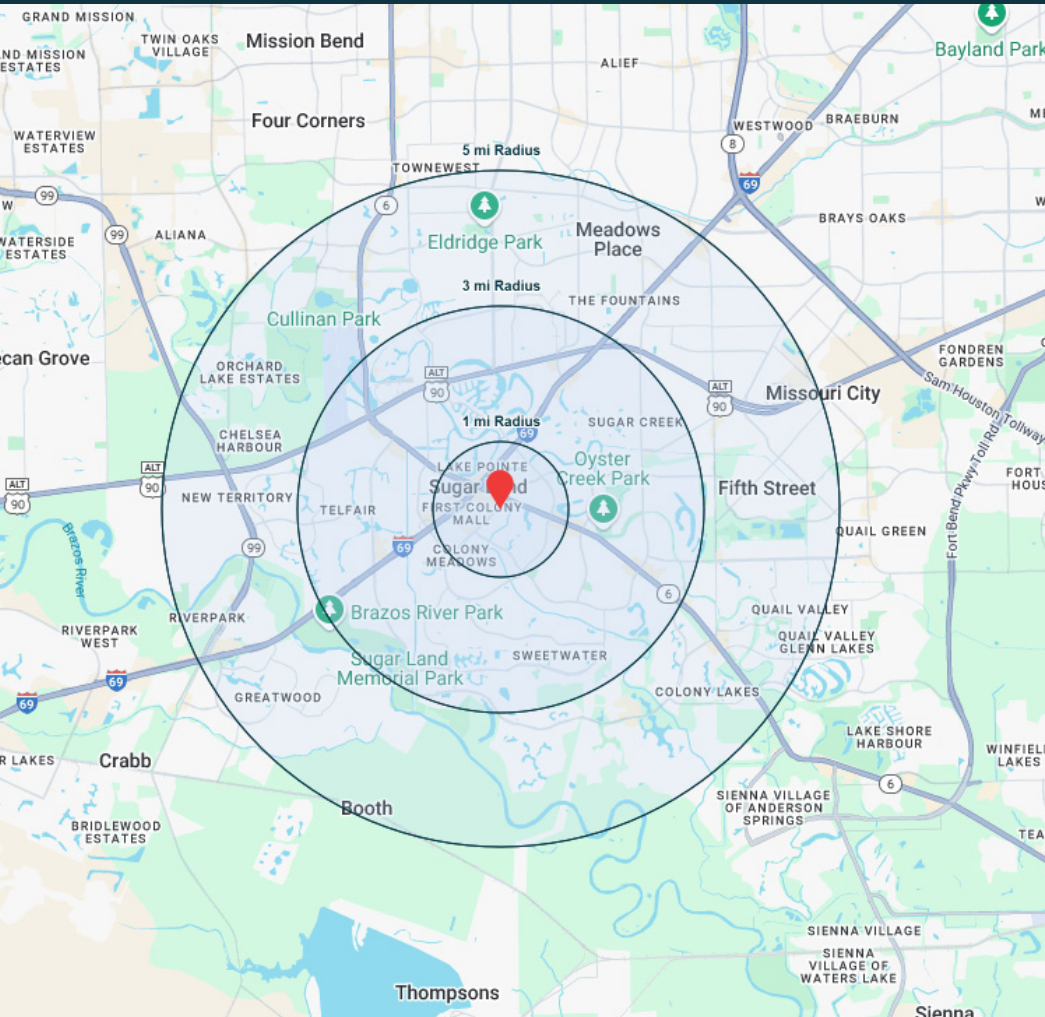 GRAND MISSION
TWIN OAKS
VILLAGE
Mission Bend
Bayland Park
ND MISSION
ESTATES
ALIEF
WATERVIEW
ESTATES
Four Corners
WESTWOOD
BRAEBURN
ME
8
5 mi Radius
TOWNEWEST
69
99
W
6
BRAYS OAKS
W
WATERSIDE
ESTATES
99
ALIANA
Eldridge Park
Meadows
Place
3 mi Radius
THE FOUNTAINS
Cullinan Park
ecan Grove
ORCHARD
LAKE ESTATES
FONDREN
GARDENS
ALT
90
ALT
90
Missouri City
Sam Houston Tollway
1 mi Radius
69
SUGAR CREEK
CHELSEA
HARBOUR
Fort Bend Pkwy Toll Rd
LAKE POINTE
Oyster
Creek Park
ALT
90
ALT
90
Sugar Land
Fifth Street
FORT
HOUS
NEW TERRITORY
TELFAIR
FIRST COLONY
MALL
QUAIL GREEN
Brazos River
99
69
COLONY
MEADOWS
6
RIVERPARK
Brazos River Park
QUAIL VALLEY
RIVERPARK
WEST
QUAIL VALLEY
GLENN LAKES
Sugar Land
Memorial Park
SWEETWATER
69
69
GREATWOOD
COLONY LAKES
LAKE SHORE
HARBOUR
R LAKES
Crabb
WINFIEL
LAKES
6
Booth
SIENNA VILLAGE
OF ANDERSON
SPRINGS
BRIDLEWOOD
ESTATES
TEA
SIENNA VILLAGE
SIENNA
VILLAGE OF
WATERS LAKE
Thompsons
Sienna